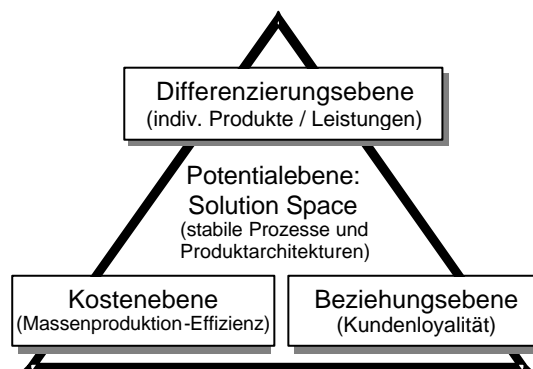 Differenzierungsebene
(indiv. Produkte / Leistungen)
Potentialebene:
Solution Space
(stabile Prozesse und
Produktarchitekturen)
Kostenebene
(Massenproduktion-Effizienz)
Beziehungsebene
(Kundenloyalität)